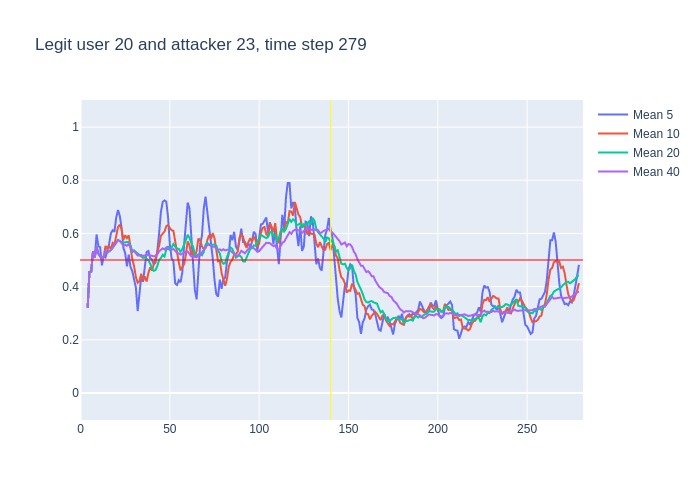 Legit user 20 and attacker 23, time step 279
Mean 5
Mean 10
Mean 20
Mean 40
1
0.8
0.6
0.4
0.2
0
0 50 100 150 200 250